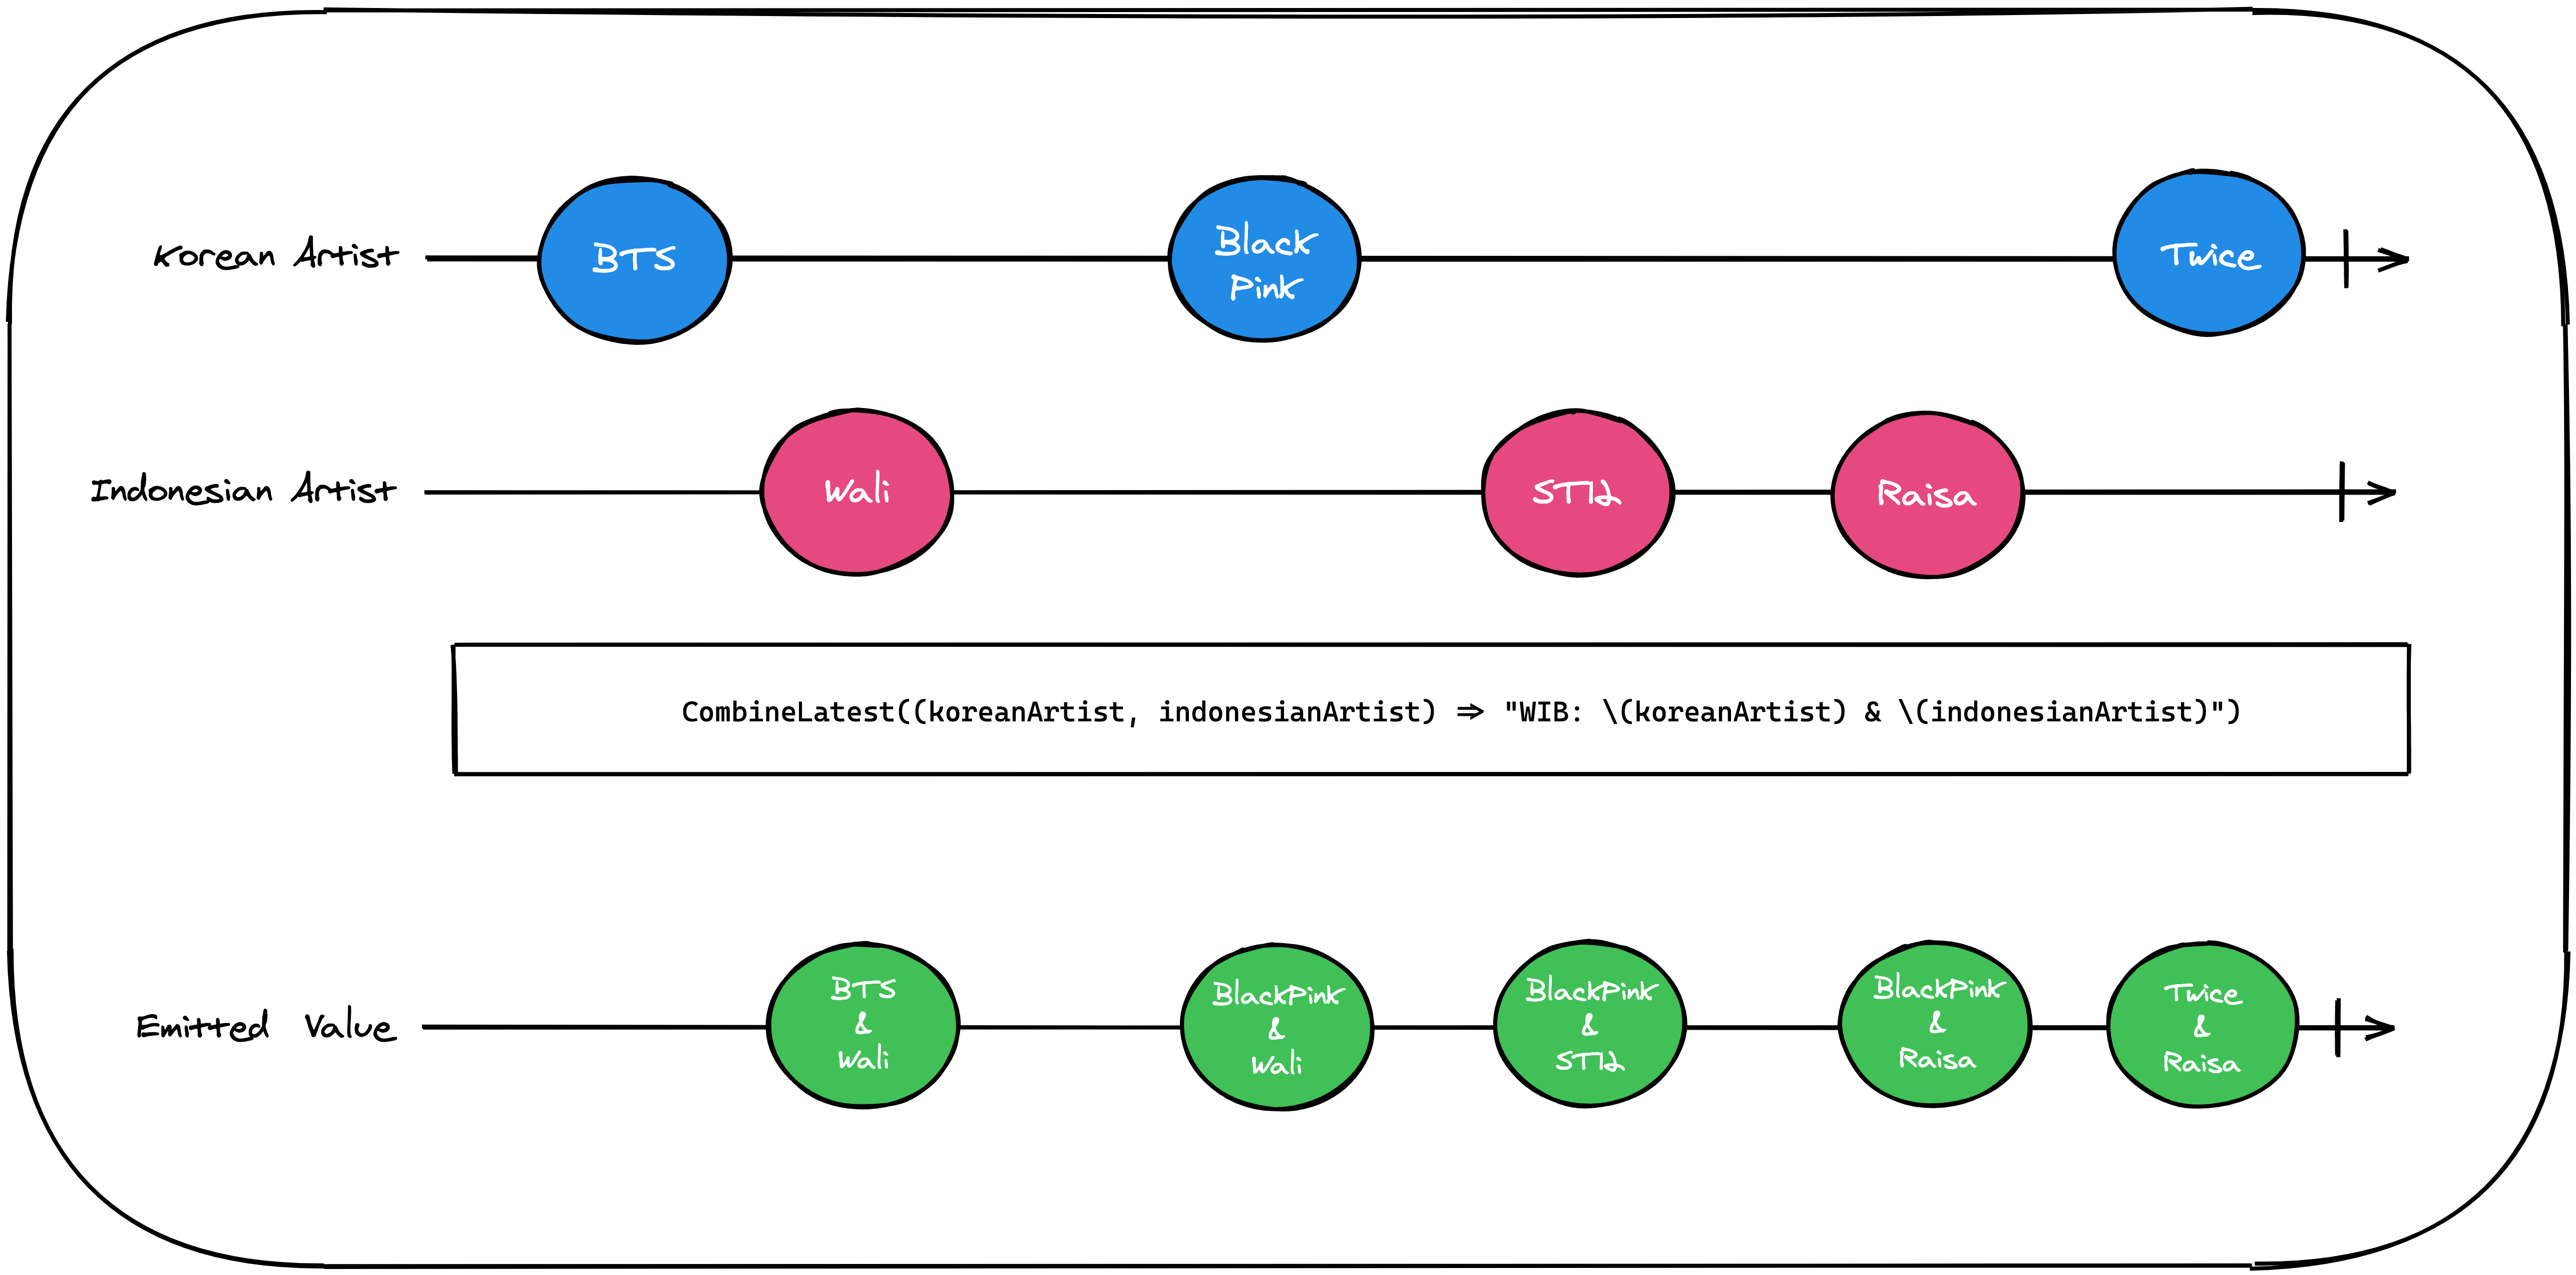 Korean Artist
BTS
Black
Pink
Twice
Indonesian Artist
Wali
ST12
Raisa
CombineLatest((koreanArtist, indonesianArtist) => "WIB: \(koreanArtist) & \(indonesianArtist)")
Emitted Value
BTS
&
Wali
BlackPink
&
Wali
BlackPink
&
ST12
BlackPink
&
Raisa
Twice
&
Raisa